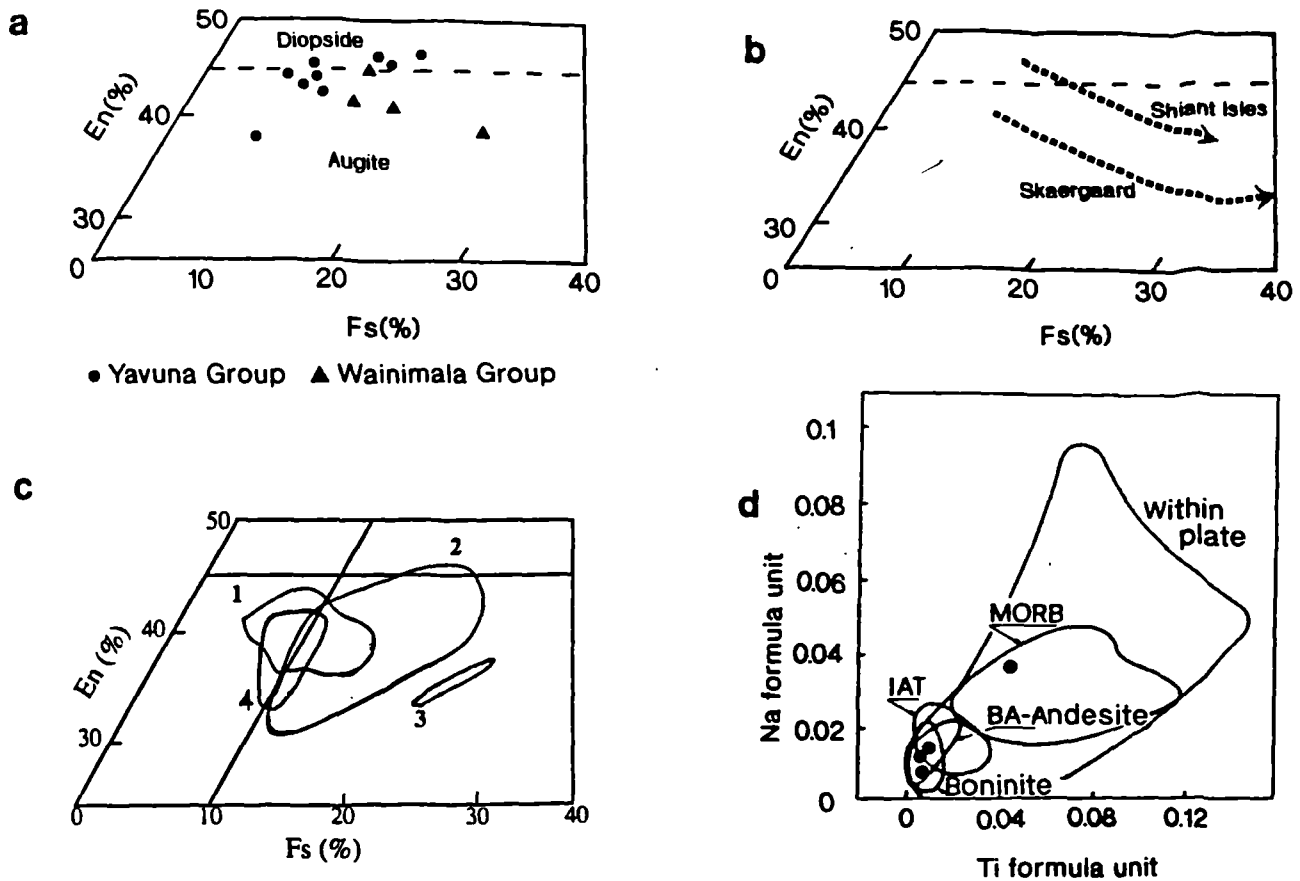 a
50
Diopside
En(%)
40
Augite
30
0
10
20
30
40
Fs(%)
● Yavuna Group ▲ Wainimala Group
b
50
En(%)
40
Shiant Isles
Skaergaard
30
0
10
20
30
40
Fs(%)
c
50
2
1
En (%)
40
4
3
30
0
10
20
30
40
Fs (%)
d
0.1
0.08
Within
plate
Na formula unit
0.06
MORB
0.04
IAT
BA-Andesite
0.02
Boninite
0
0
0.04
0.08
0.12
Ti formula unit